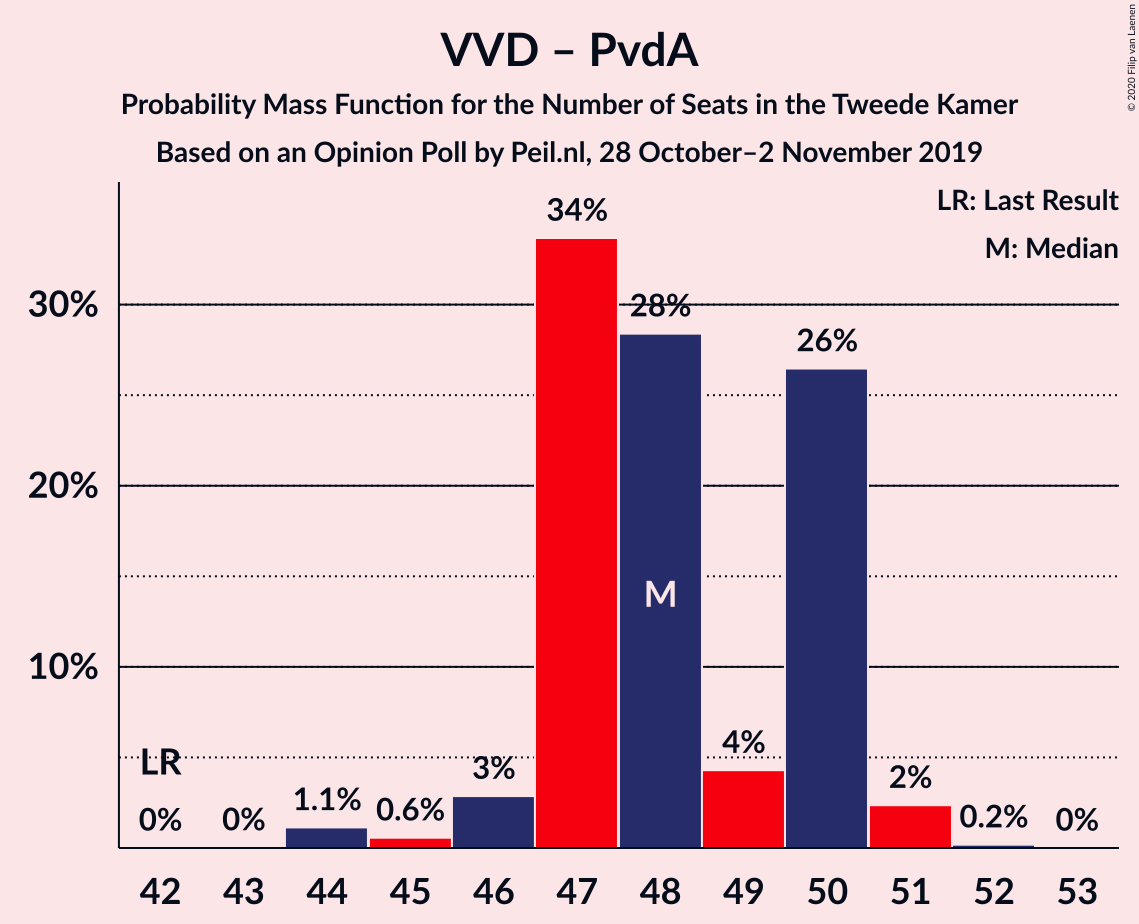 VVD – PvdA
Probability Mass Function for the Number of Seats in the Tweede Kamer
Based on an Opinion Poll by Peil.nl, 28 October–2 November 2019
© 2020 Filip van Laenen
LR: Last Result
M: Median
34%
30%
28%
26%
20%
M
10%
LR
4%
3%
2%
1.1%
0.6%
0.2%
0%
0%
0%
42 43 44 45 46 47 48 49 50 51 52 53